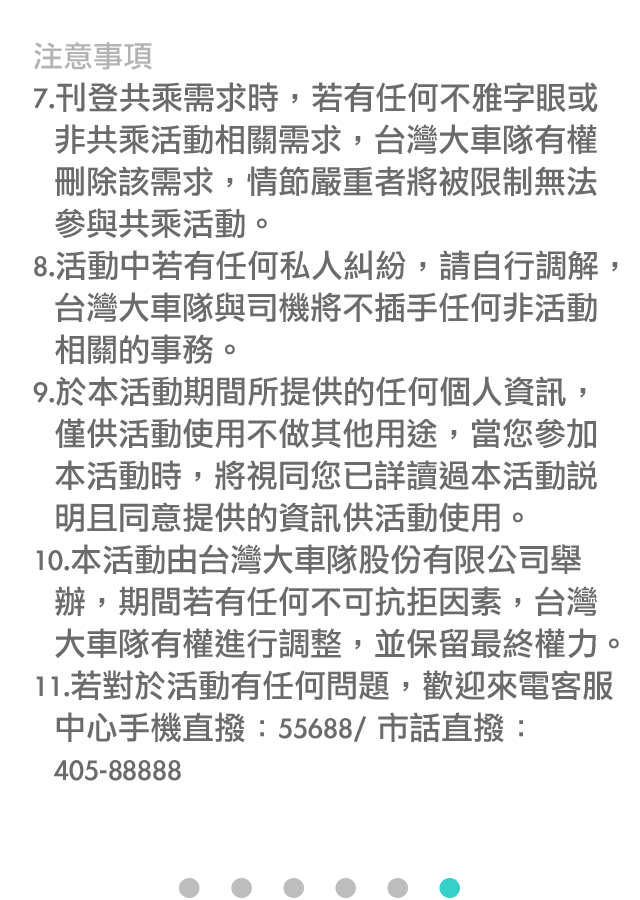 注意事項
7.刊登共乘需求時，若有任何不雅字眼或
非共乘活動相關需求，台灣大車隊有權
刪除該需求，情節嚴重者將被限制無法
參與共乘活動。
8.活動中若有任何私人糾紛，請自行調解，
台灣大車隊與司機將不插手任何非活動
相關的事務。
9.於本活動期間所提供的任何個人資訊，
僅供活動使用不做其他用途，當您參加
本活動時，將視同您已詳讀過本活動說
明且同意提供的資訊供活動使用。
10.本活動由台灣大車隊股份有限公司舉
辦，期間若有任何不可抗拒因素，台灣
大車隊有權進行調整，並保留最終權力。
11.若對於活動有任何問題，歡迎來電客服
中心手機直撥：55688/ 市話直撥：
405-88888